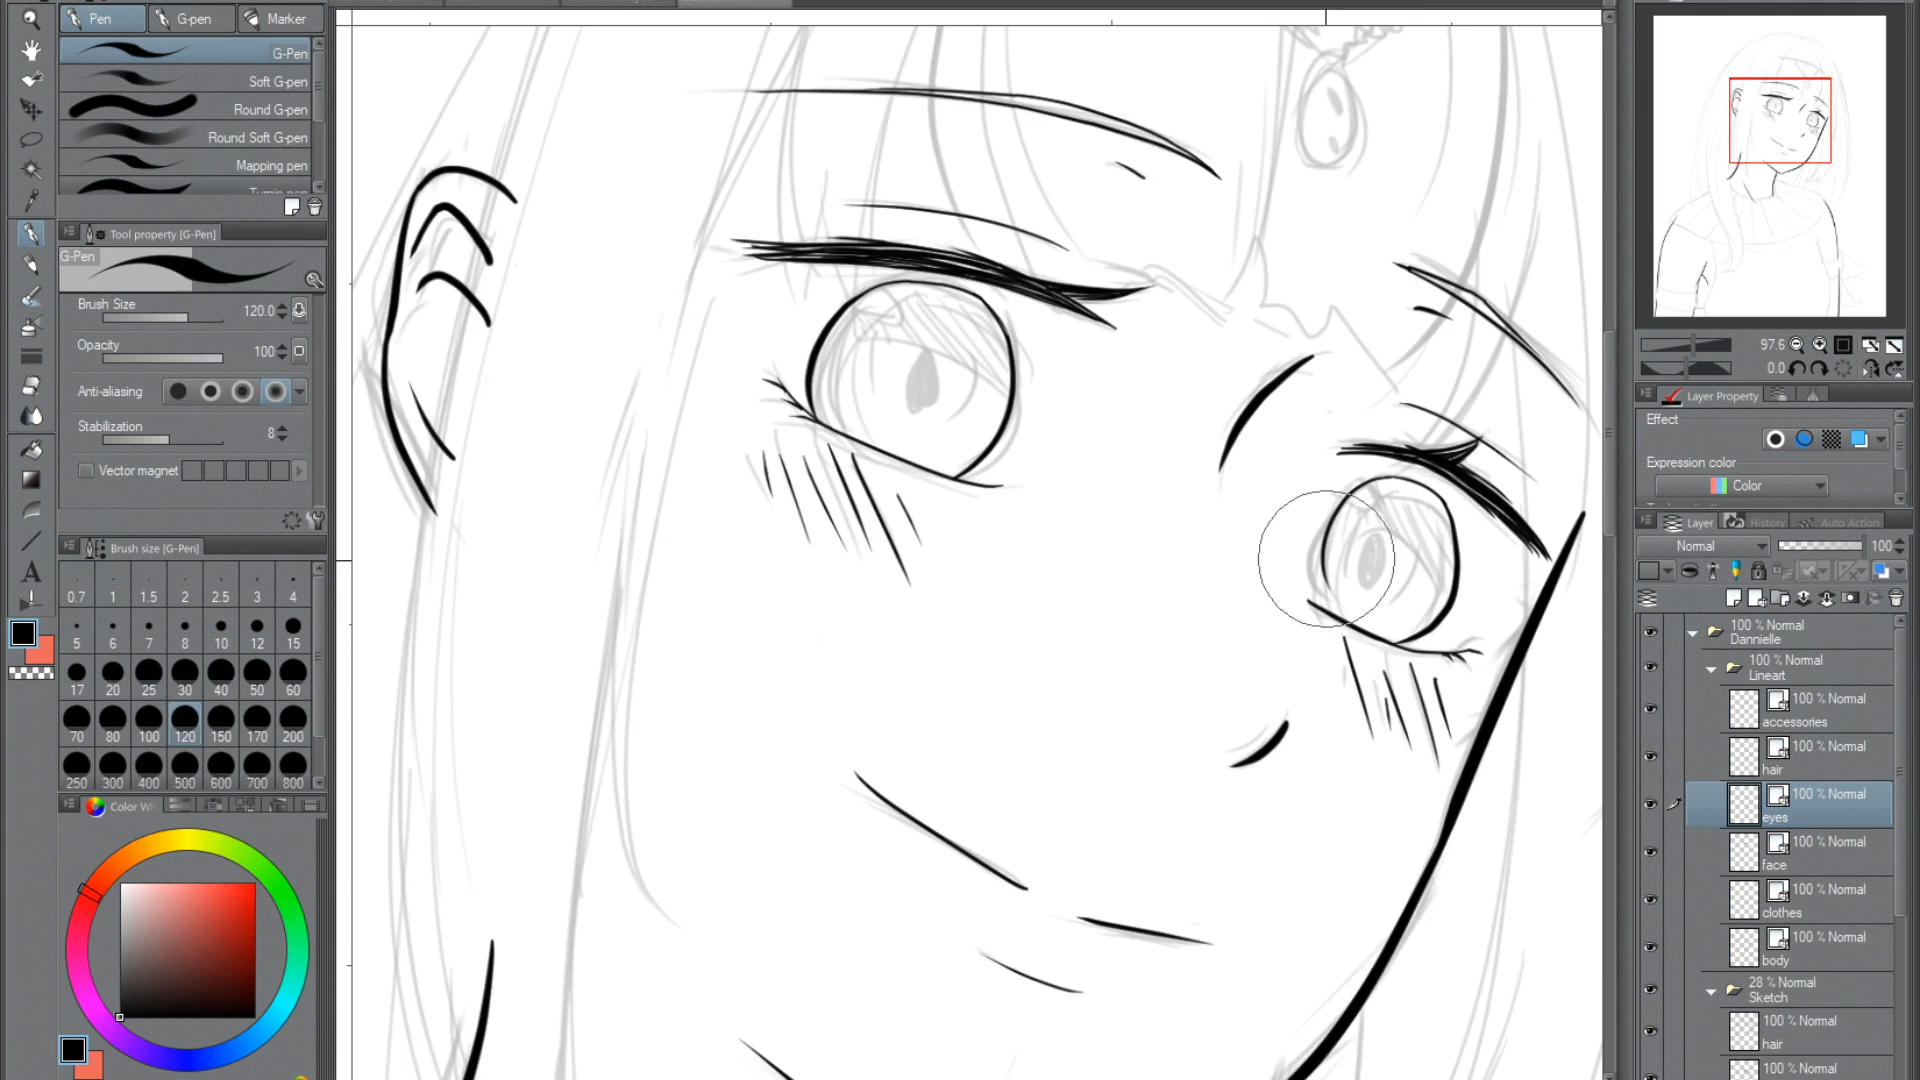 Pen
G-pen
Marker
G-Pen
Soft G-pen
Round G-pen
Round Soft G-pen
Mapping pen
Turnip pen
Tool property [G-Pen]
G-Pen
Brush Size
120.0
Opacity
100
Anti-aliasing
Stabilization
8
Vector magnet
Brush size [G-Pen]
0.7 1 1.5 2 2.5 3 4
5 6 7 8 10 12 15
17 20 25 30 40 50 60
70 80 100 120 150 170 200
250 300 400 500 600 700 800
Color Wh
A
97.6
0.0
Layer Property
Effect
Expression color
Color
Layer
History
Auto Action
Normal
100
100 % Normal
Dannielle
100 % Normal
Lineart
100 % Normal
accessories
100 % Normal
hair
100 % Normal
eyes
100 % Normal
face
100 % Normal
clothes
100 % Normal
body
28 % Normal
Sketch
100 % Normal
hair
100 % Normal